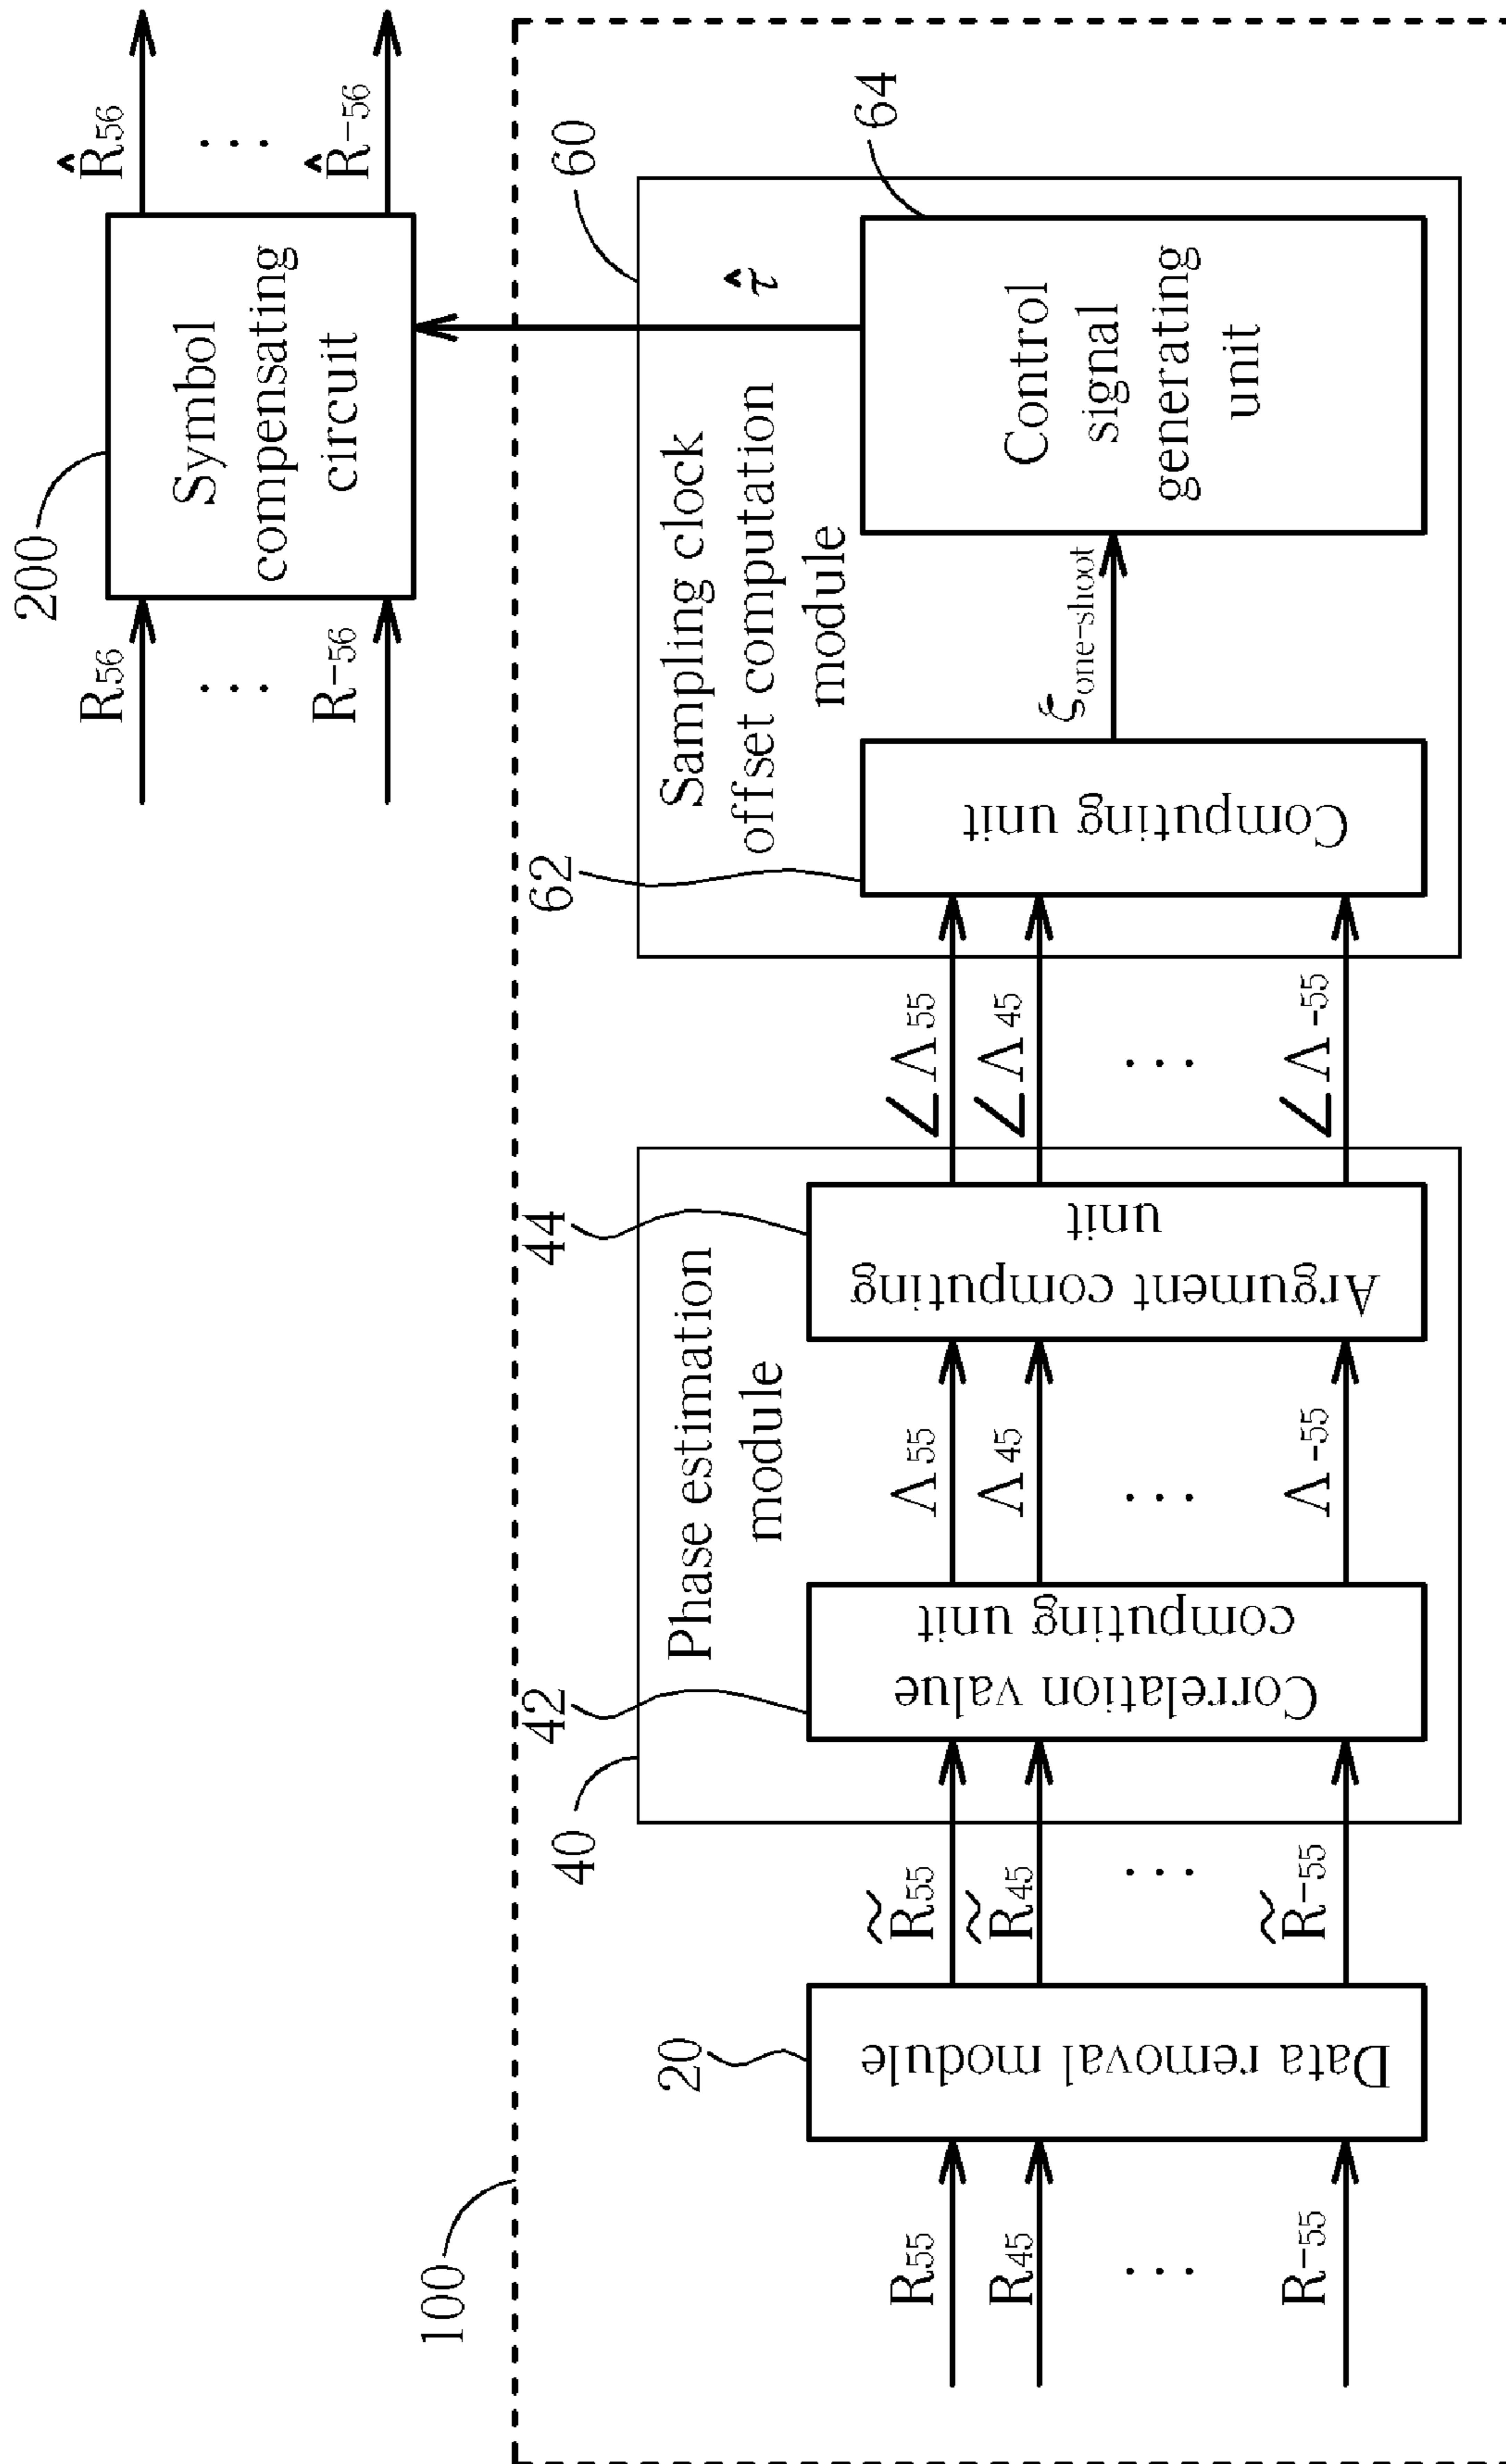 200
R56
...
R-56
Symbol
compensating
circuit
R̂56
...
R̂-56
100
R55
R45
...
R-55
20
Data removal module
R̃55
R̃45
...
R̃-55
40
Phase estimation
module
42
Correlation value
computing unit
Λ55
Λ45
...
Λ-55
44
Argument computing
unit
∠Λ55
∠Λ45
...
∠Λ-55
60
Sampling clock
offset computation
module
62
Computing unit
ζone-shoot
64
Control
signal
generating
unit
τ̂